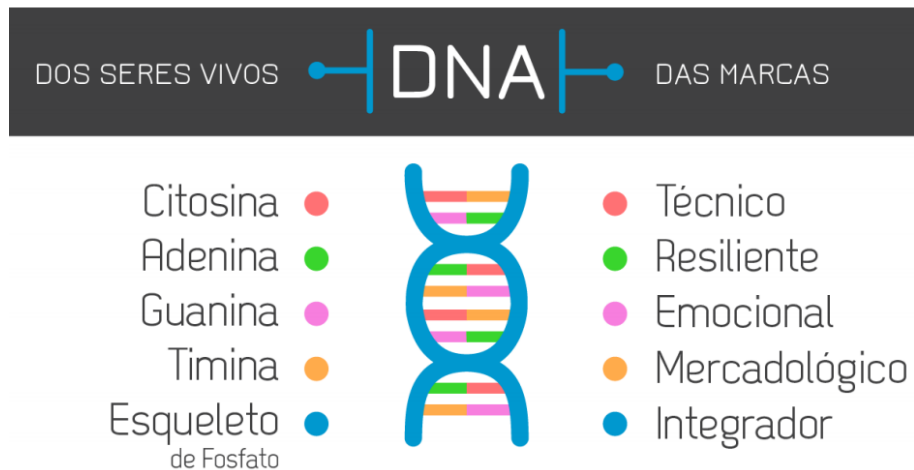 DOS SERES VIVOS DNA DAS MARCAS
Citosina Técnico
Adenina Resiliente
Guanina Emocional
Timina Mercadológico
Esqueleto Integrador
de Fosfato